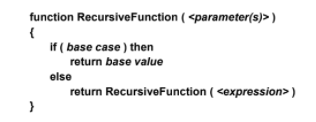 function RecursiveFunction ( <parameter(s)> )
{
if ( base case ) then
return base value
else
return RecursiveFunction ( <expression> )
}